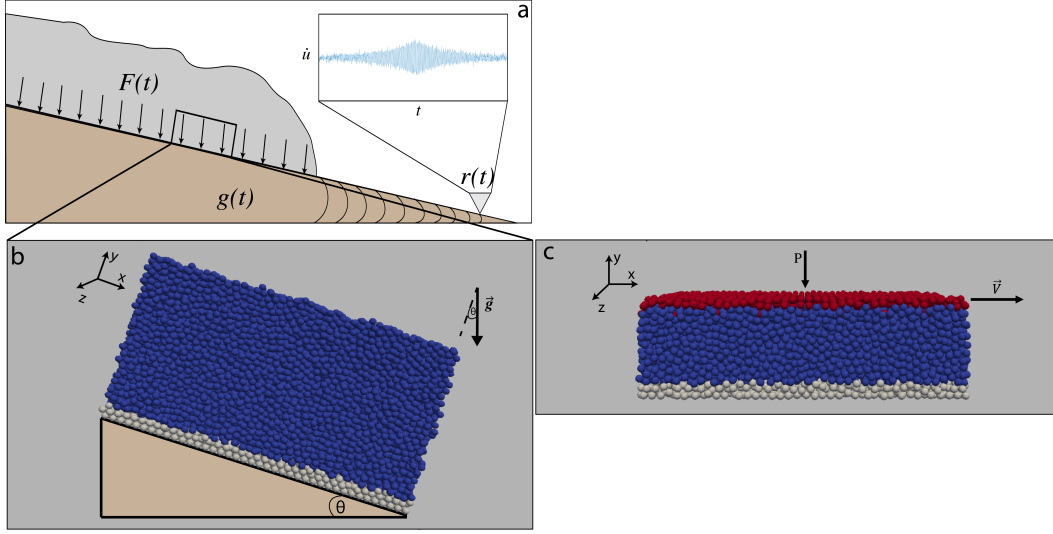 a
u̇
t
F(t)
r(t)
g(t)
b
y
x
z
g⃗
θ
θ
c
y
x
z
P
V⃗